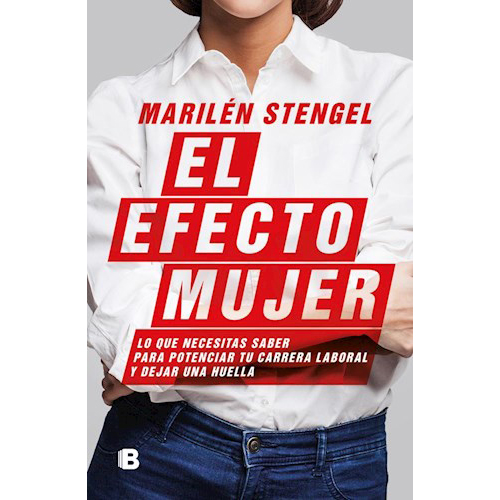 MARILÉN STENGEL
EL
EFECTO
MUJER
LO QUE NECESITAS SABER
PARA POTENCIAR TU CARRERA LABORAL
Y DEJAR UNA HUELLA
B